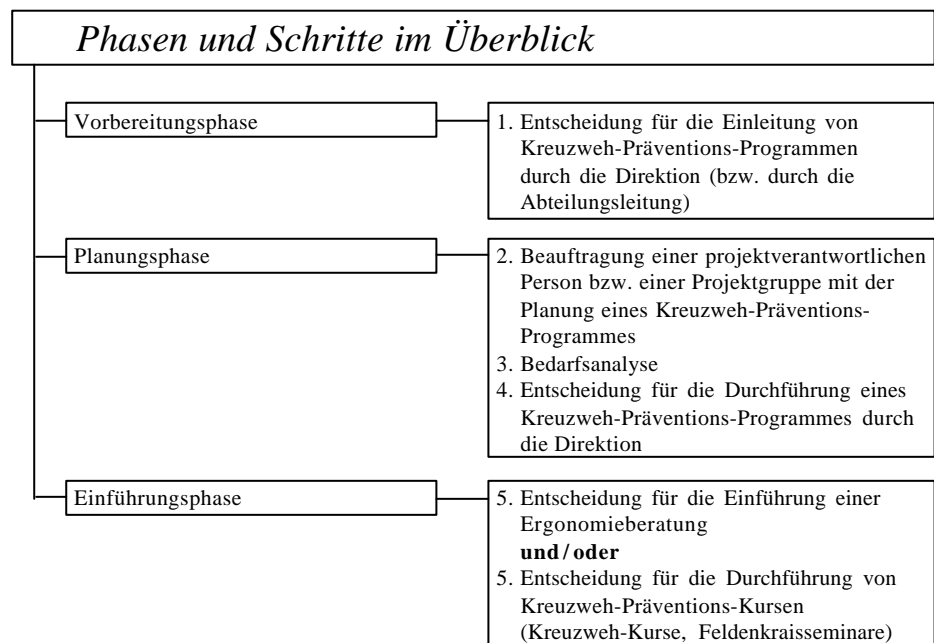 Phasen und Schritte im Überblick
Vorbereitungsphase
1. Entscheidung für die Einleitung von
Kreuzweh-Präventions-Programmen
durch die Direktion (bzw. durch die
Abteilungsleitung)
Planungsphase
2. Beauftragung einer projektverantwortlichen
Person bzw. einer Projektgruppe mit der
Planung eines Kreuzweh-Präventions-
Programmes
3. Bedarfsanalyse
4. Entscheidung für die Durchführung eines
Kreuzweh-Präventions-Programmes durch
die Direktion
Einführungsphase
5. Entscheidung für die Einführung einer
Ergonomieberatung
und/oder
5. Entscheidung für die Durchführung von
Kreuzweh-Präventions-Kursen
(Kreuzweh-Kurse, Feldenkraisseminare)